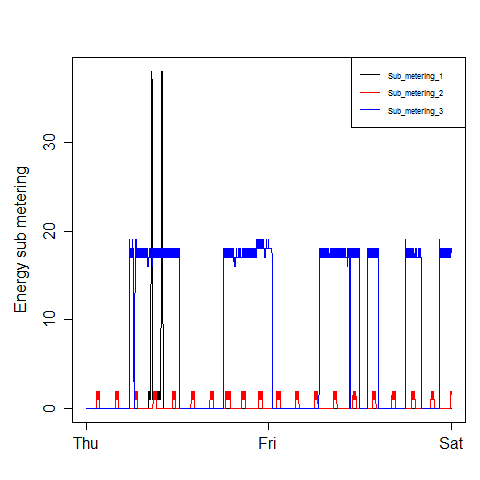 Sub_metering_1
Sub_metering_2
Sub_metering_3
Energy sub metering
30
20
10
0
Thu Fri Sat